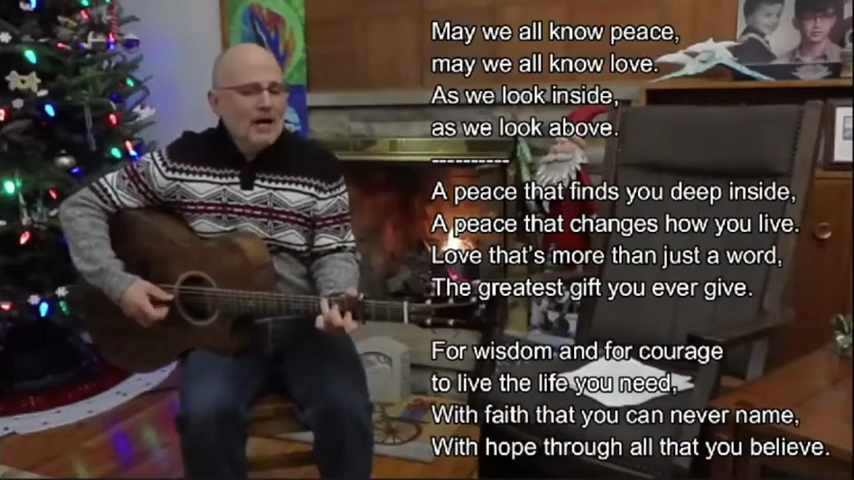 May we all know peace,
may we all know love.
As we look inside,
as we look above.
----------
A peace that finds you deep inside,
A peace that changes how you live.
Love that's more than just a word,
The greatest gift you ever give.
For wisdom and for courage
to live the life you need,
With faith that you can never name,
With hope through all that you believe.